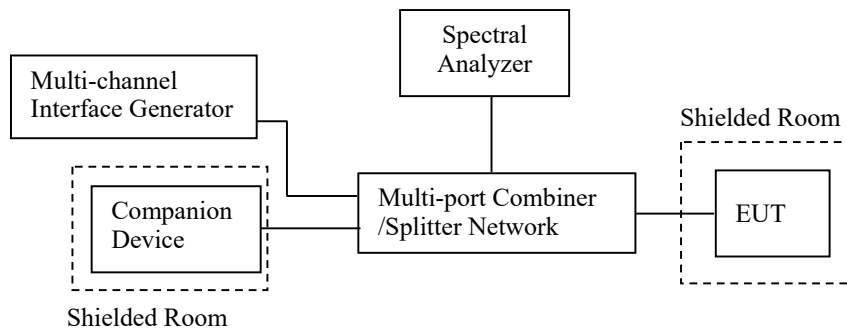 Spectral
Analyzer
Multi-channel
Interface Generator
Shielded Room
Companion
Device
Multi-port Combiner
/Splitter Network
EUT
Shielded Room